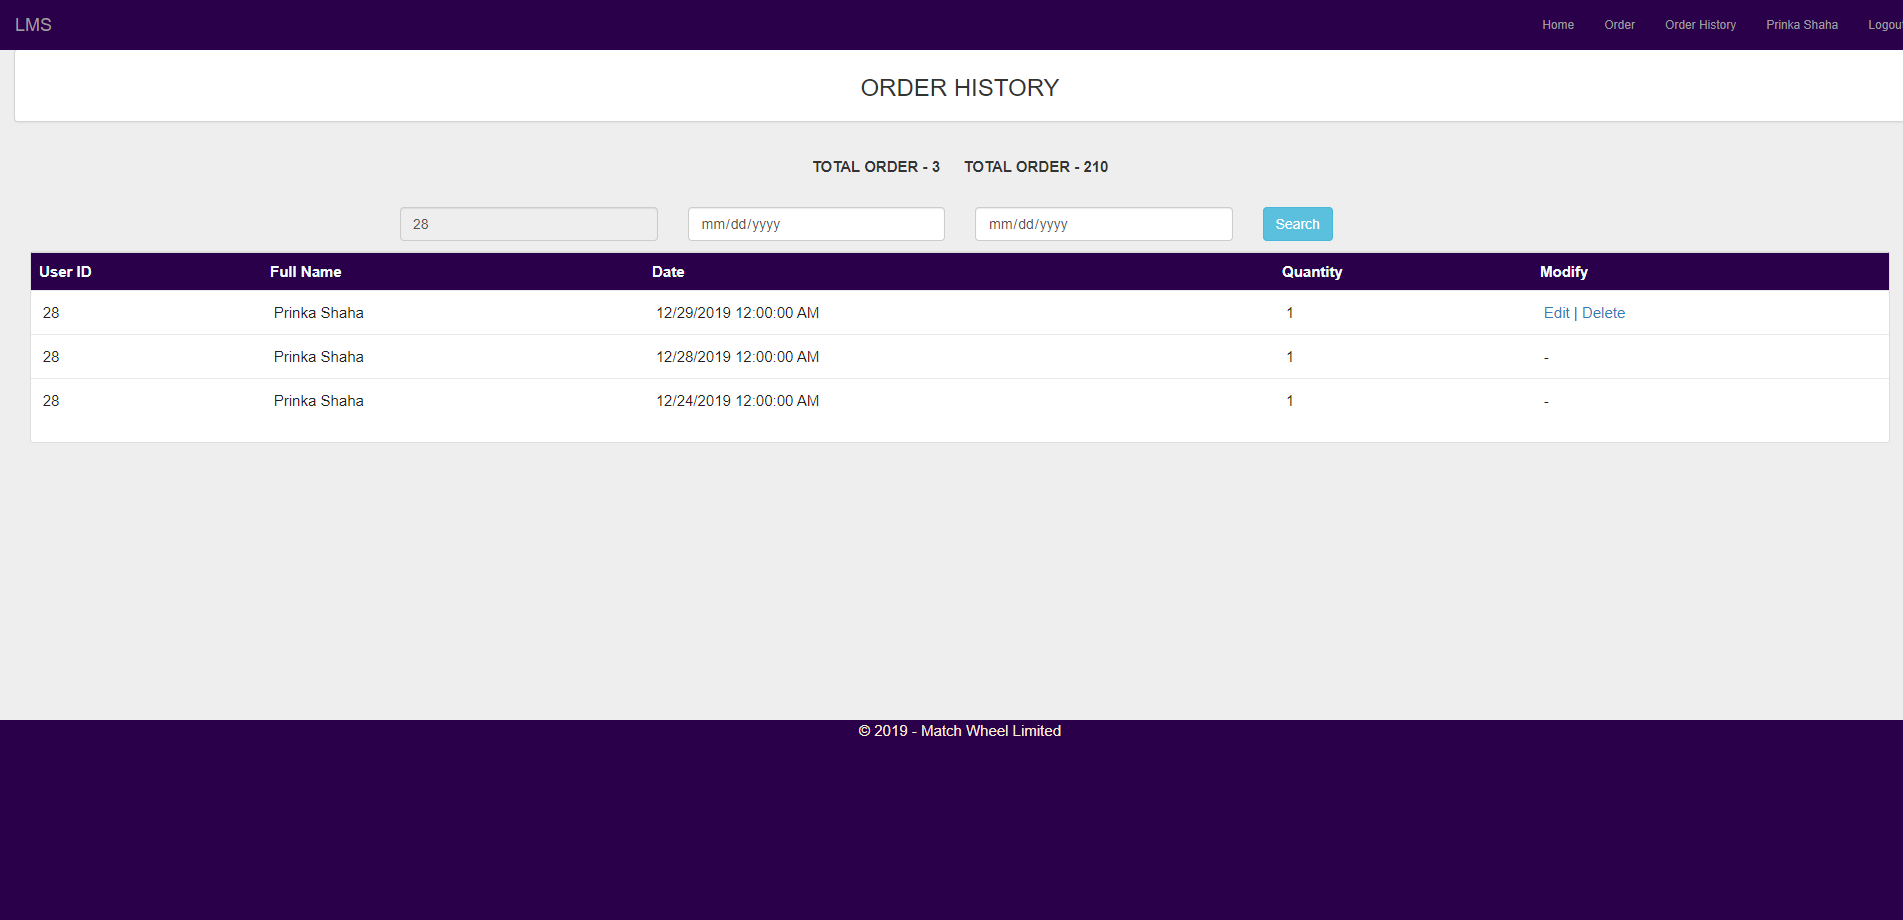 LMS Home Order Order History Prinka Shaha Logou
ORDER HISTORY
TOTAL ORDER - 3 TOTAL ORDER - 210
28 mm/dd/yyyy mm/dd/yyyy Search
User ID Full Name Date Quantity Modify
28 Prinka Shaha 12/29/2019 12:00:00 AM 1 Edit | Delete
28 Prinka Shaha 12/28/2019 12:00:00 AM 1 -
28 Prinka Shaha 12/24/2019 12:00:00 AM 1 -
© 2019 - Match Wheel Limited